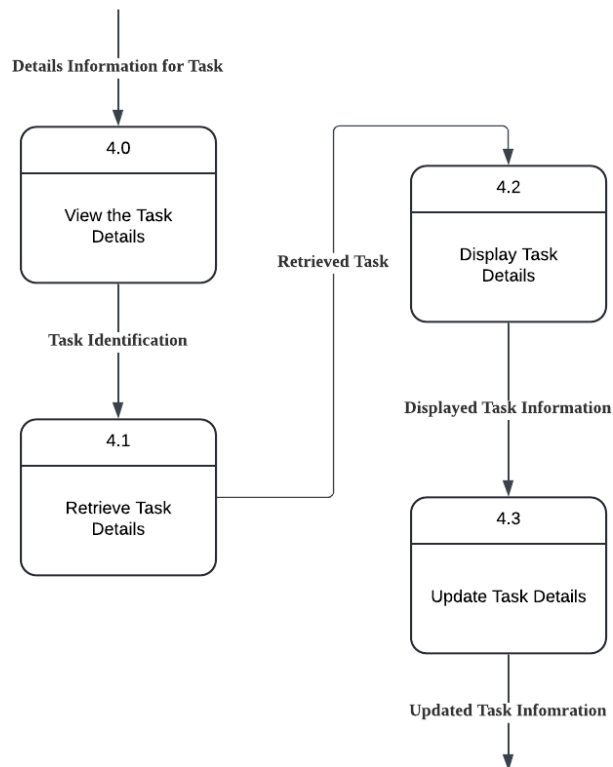 Details Information for Task
4.0
View the Task
Details
Task Identification
4.1
Retrieve Task
Details
Retrieved Task
4.2
Display Task
Details
Displayed Task Information
4.3
Update Task Details
Updated Task Infomration